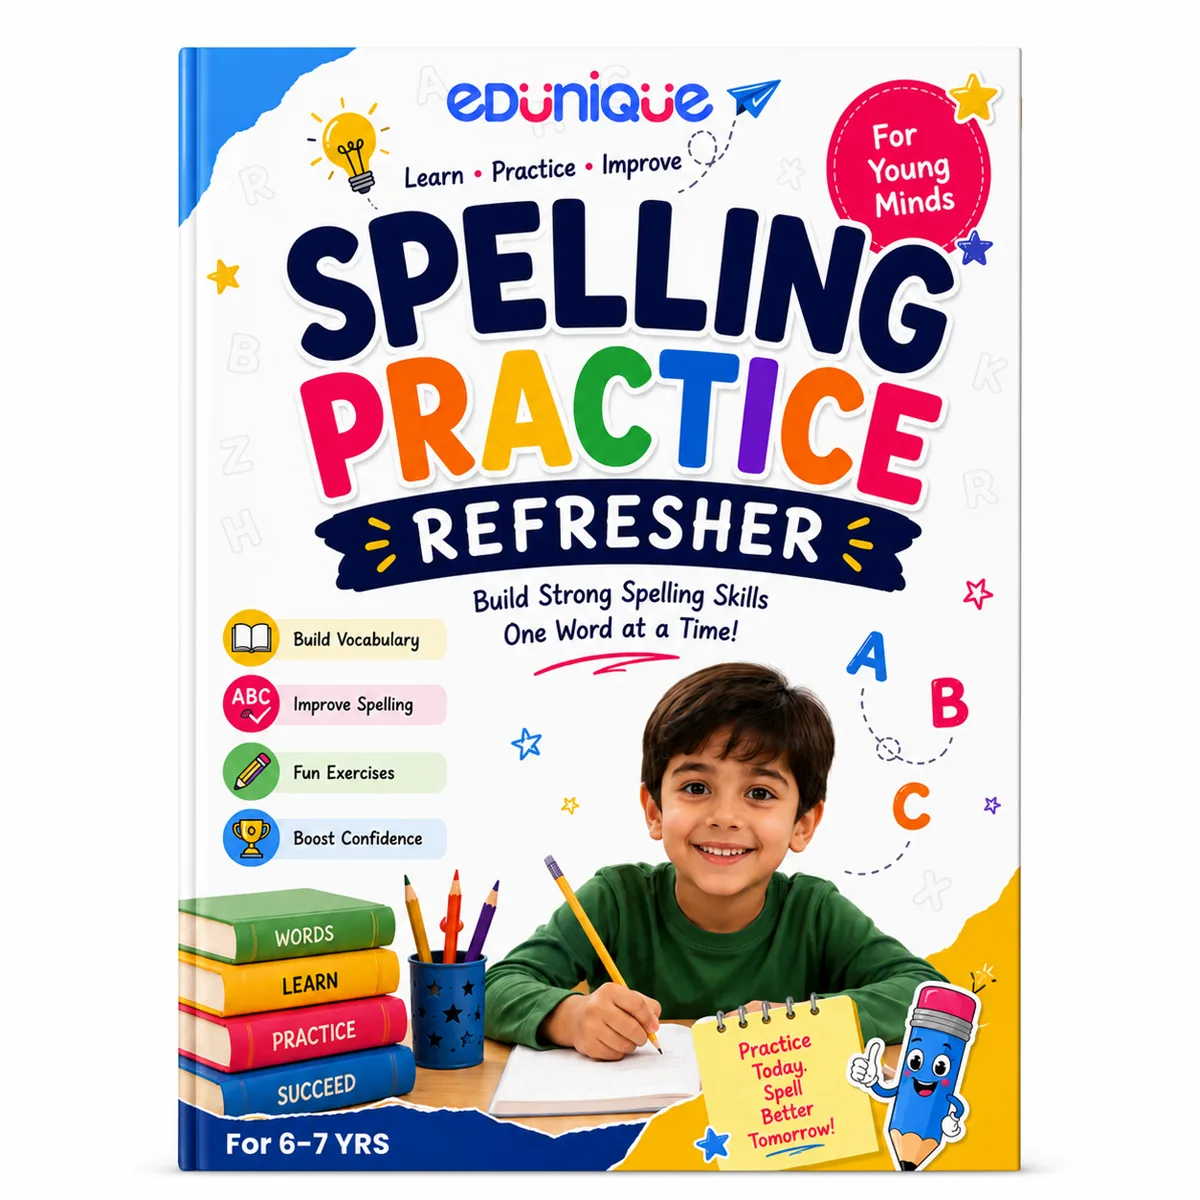 EDÜNiQÜE
Learn • Practice • Improve
For
Young
Minds
SPELLING
PRACTICE
REFRESHER
Build Strong Spelling Skills
One Word at a Time!
Build Vocabulary
ABC
Improve Spelling
Fun Exercises
Boost Confidence
A
B
C
WORDS
LEARN
PRACTICE
SUCCEED
Practice
Today.
Spell
Better
Tomorrow!
For 6–7 YRS
A
R
B
Z
H
X
K
R
X